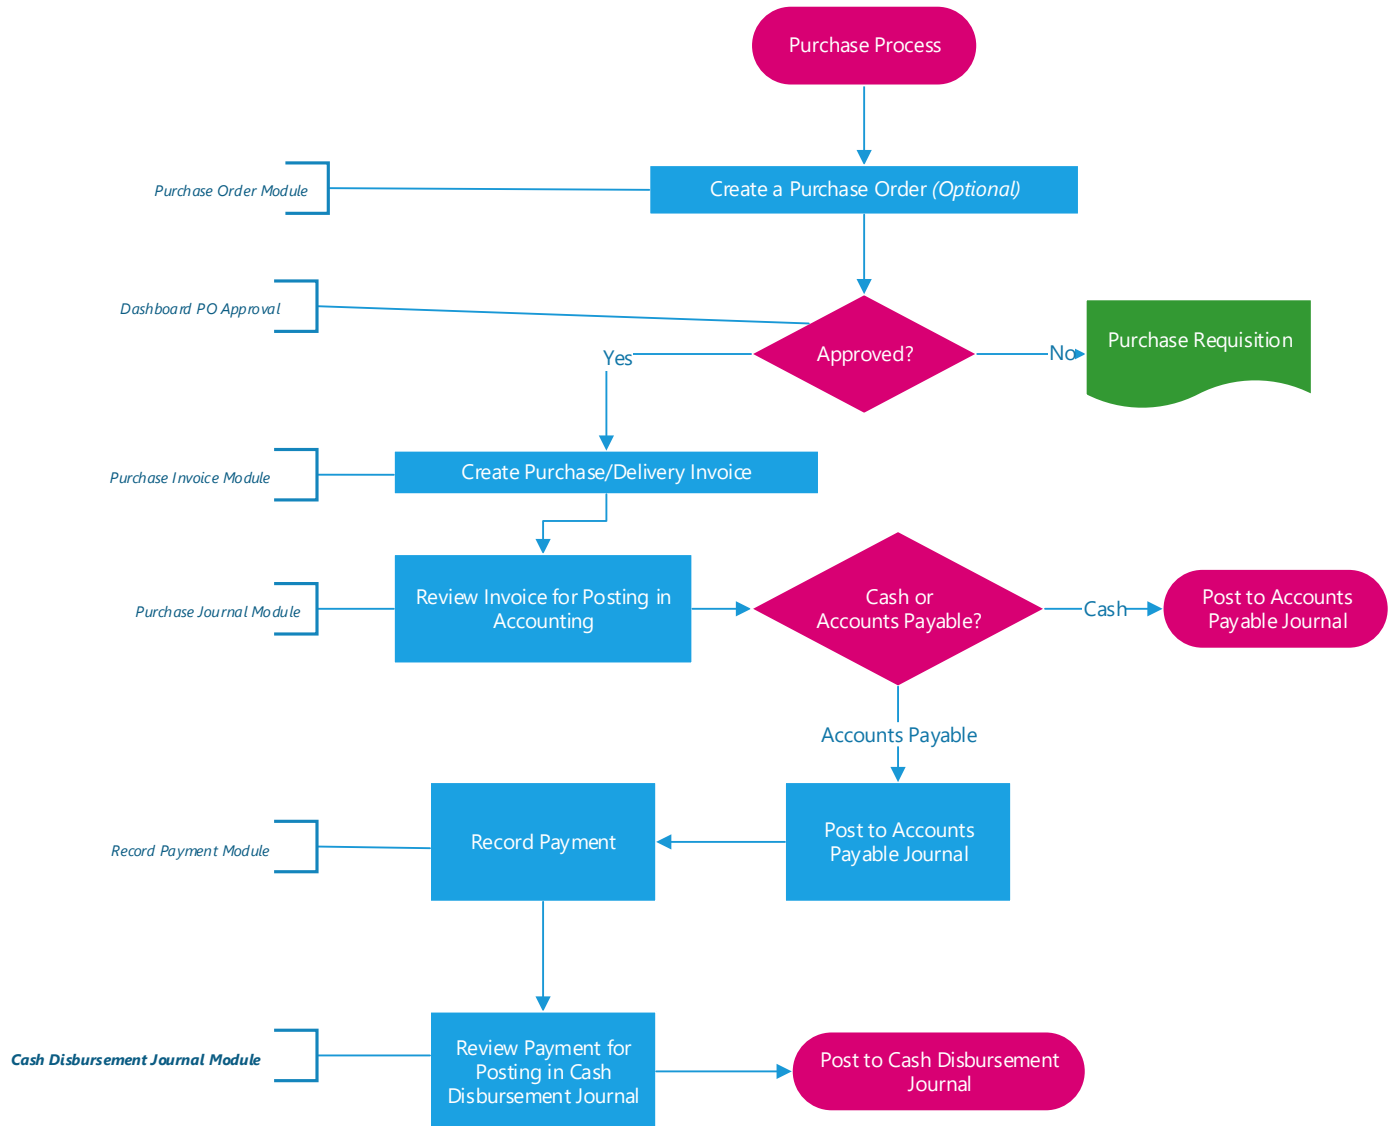 Purchase Process
Purchase Order Module
Create a Purchase Order (Optional)
Dashboard PO Approval
Approved?
Yes
No
Purchase Requisition
Purchase Invoice Module
Create Purchase/Delivery Invoice
Purchase Journal Module
Review Invoice for Posting in
Accounting
Cash or
Accounts Payable?
Cash
Post to Accounts
Payable Journal
Accounts Payable
Record Payment Module
Record Payment
Post to Accounts
Payable Journal
Cash Disbursement Journal Module
Review Payment for
Posting in Cash
Disbursement Journal
Post to Cash Disbursement
Journal